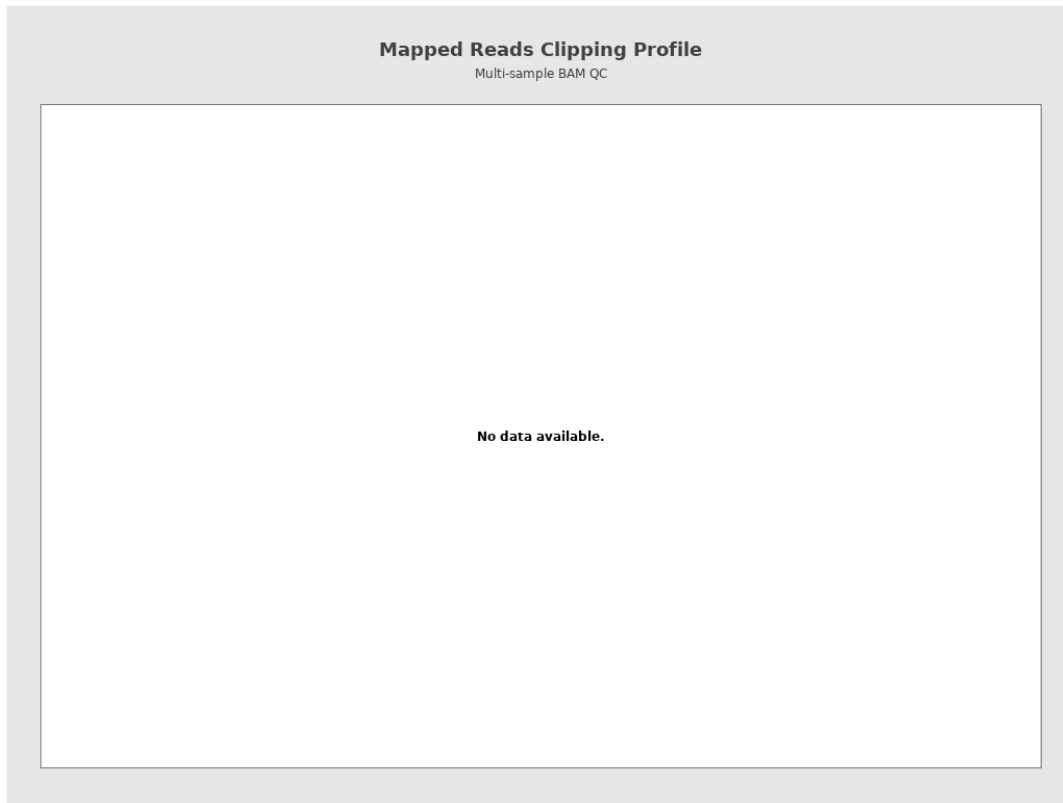 Mapped Reads Clipping Profile
Multi-sample BAM QC
No data available.